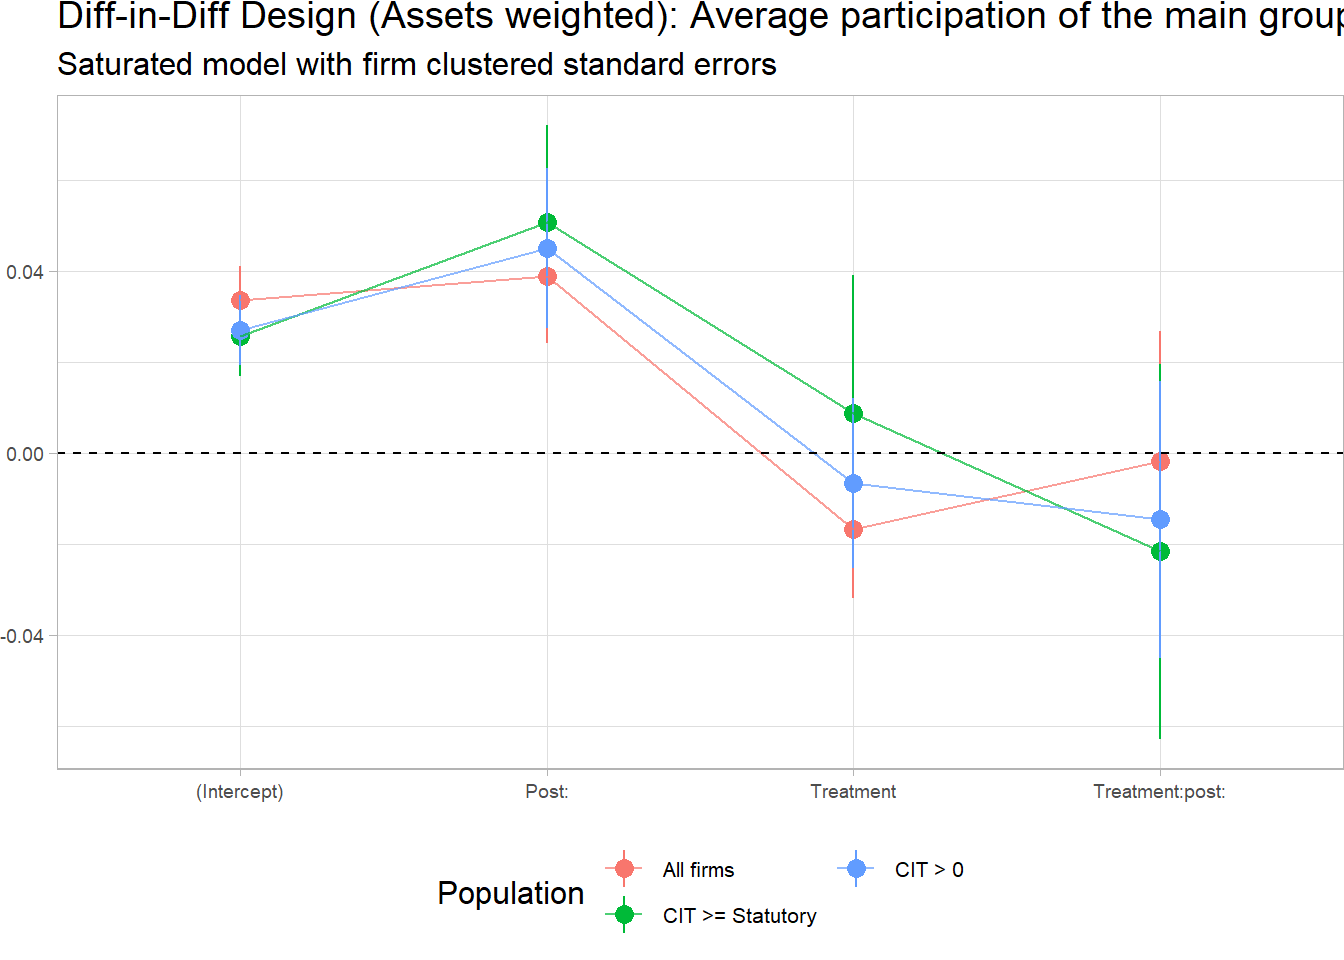 Diff-in-Diff Design (Assets weighted): Average participation of the main group
Saturated model with firm clustered standard errors
0.04
0.00
-0.04
(Intercept) Post: Treatment Treatment:post:
Population
All firms CIT > 0
CIT >= Statutory